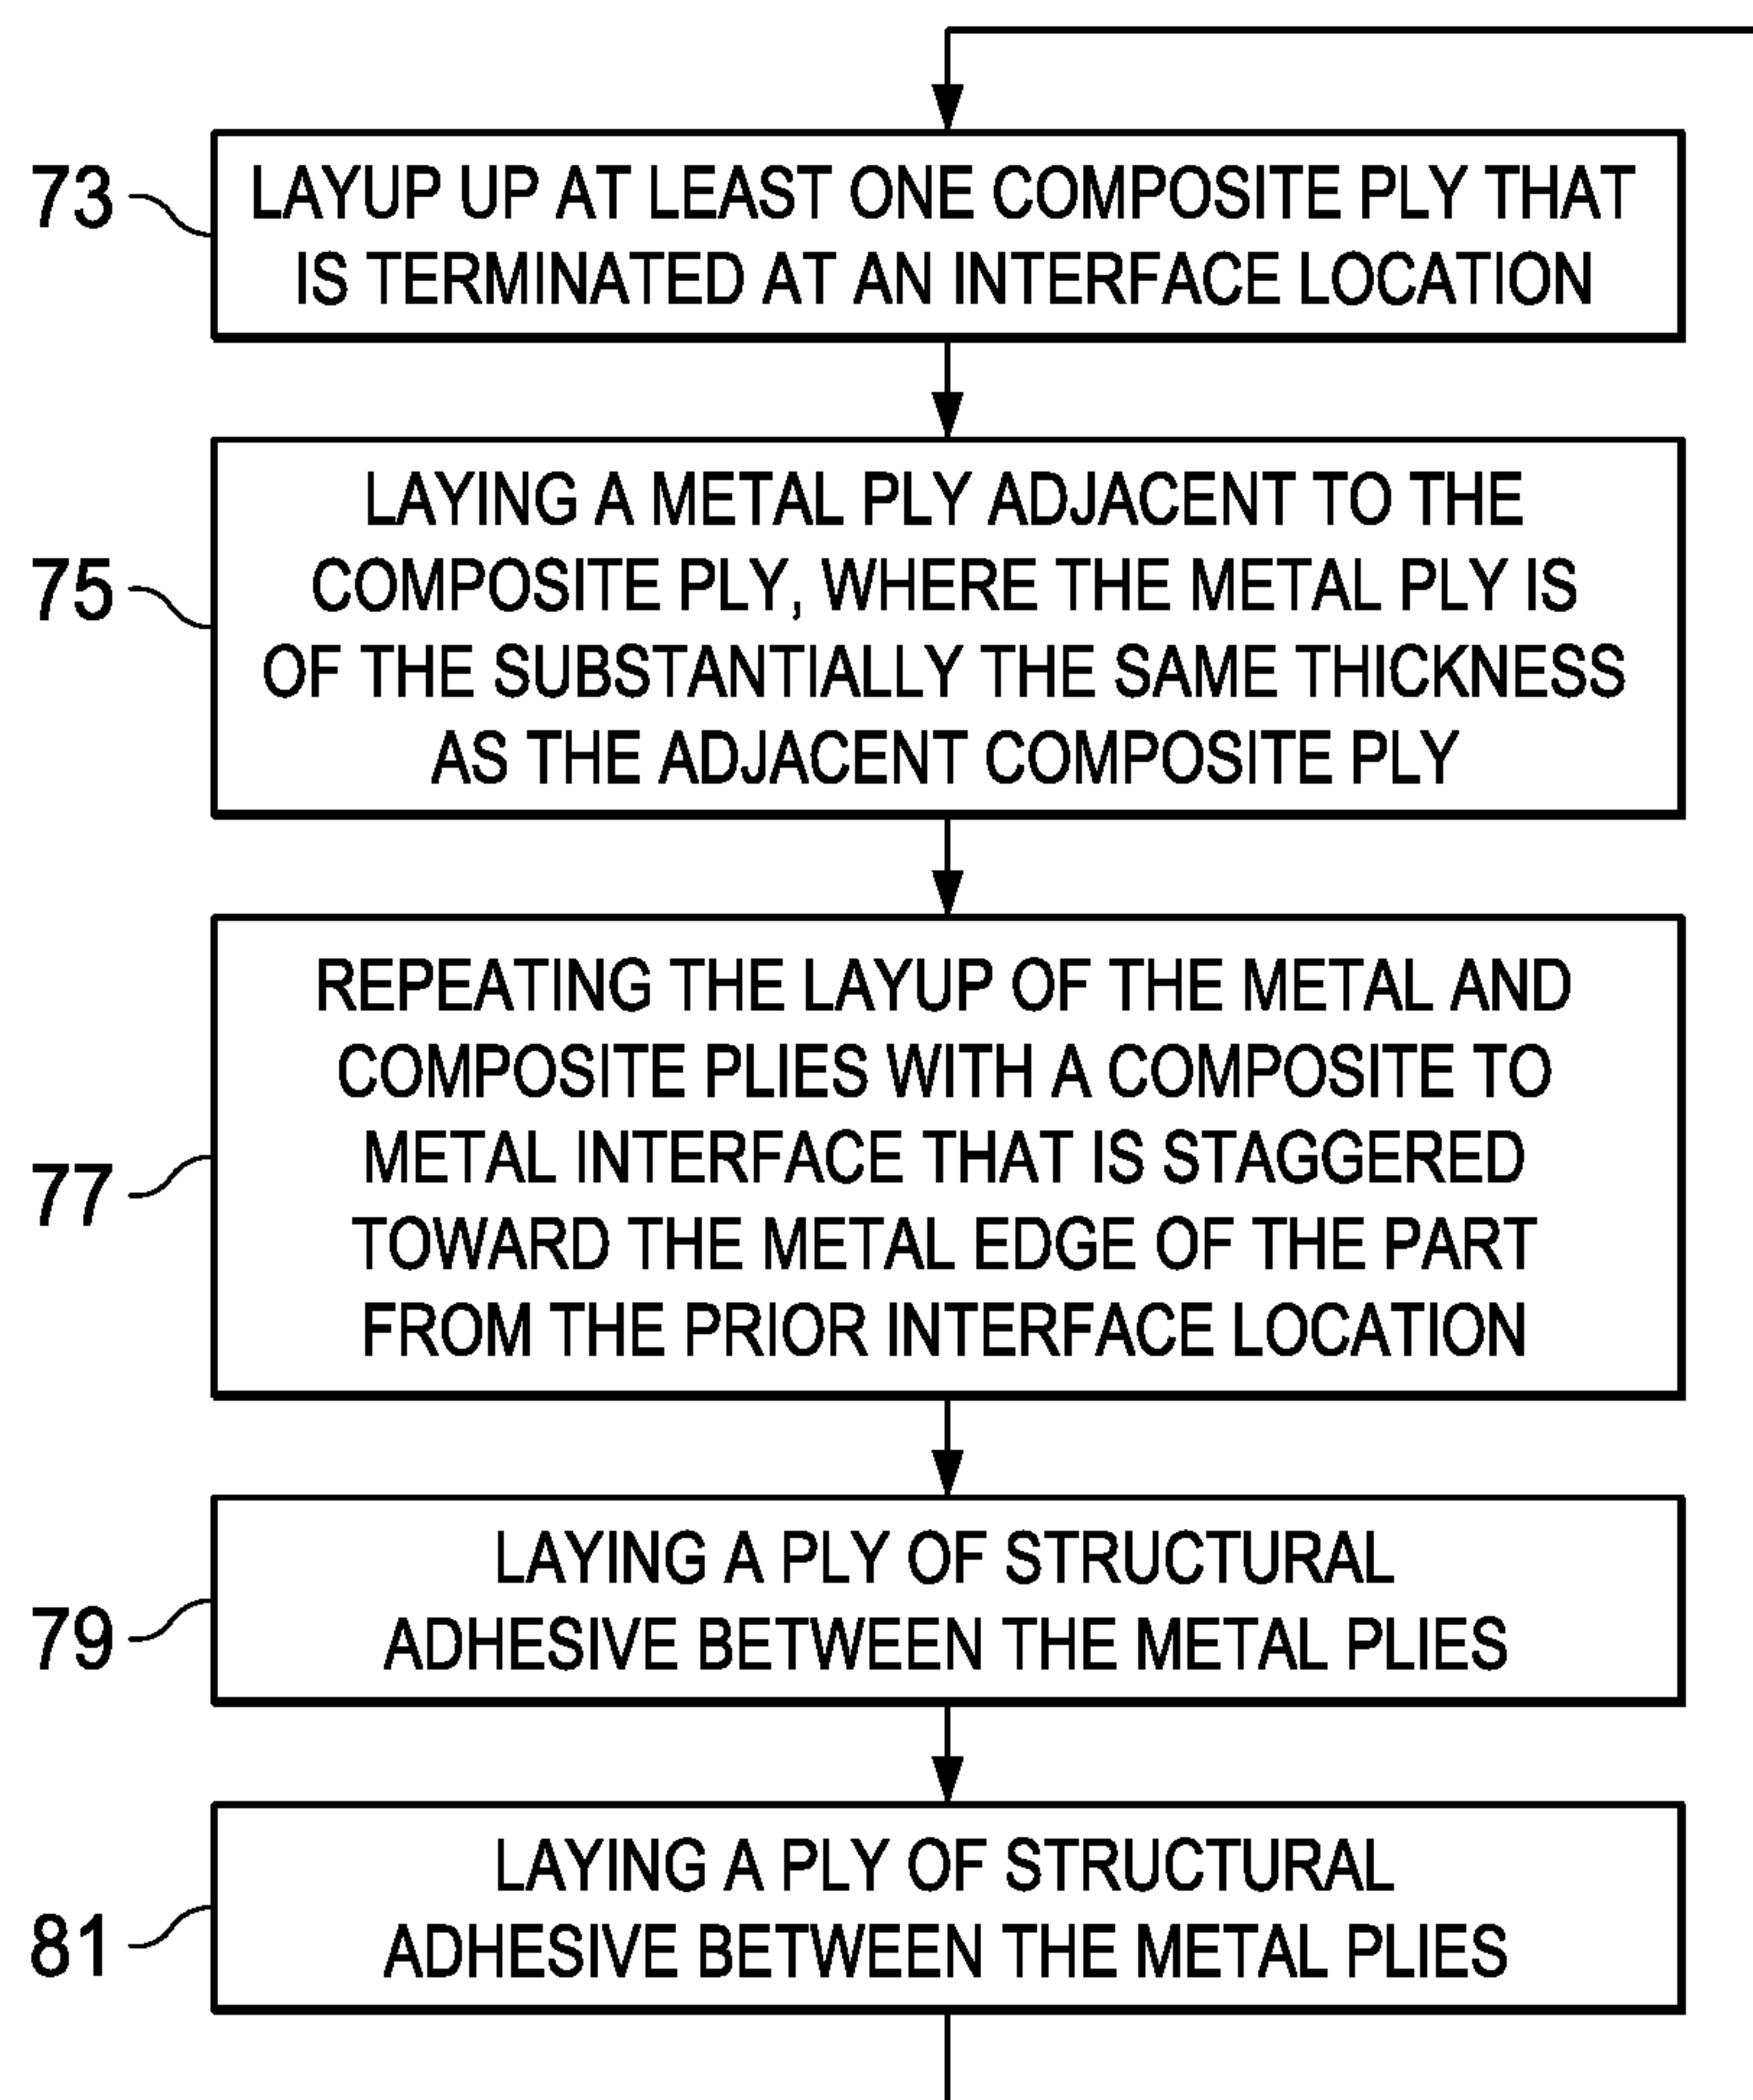 73
LAYUP UP AT LEAST ONE COMPOSITE PLY THAT
IS TERMINATED AT AN INTERFACE LOCATION
75
LAYING A METAL PLY ADJACENT TO THE
COMPOSITE PLY, WHERE THE METAL PLY IS
OF THE SUBSTANTIALLY THE SAME THICKNESS
AS THE ADJACENT COMPOSITE PLY
77
REPEATING THE LAYUP OF THE METAL AND
COMPOSITE PLIES WITH A COMPOSITE TO
METAL INTERFACE THAT IS STAGGERED
TOWARD THE METAL EDGE OF THE PART
FROM THE PRIOR INTERFACE LOCATION
79
LAYING A PLY OF STRUCTURAL
ADHESIVE BETWEEN THE METAL PLIES
81
LAYING A PLY OF STRUCTURAL
ADHESIVE BETWEEN THE METAL PLIES